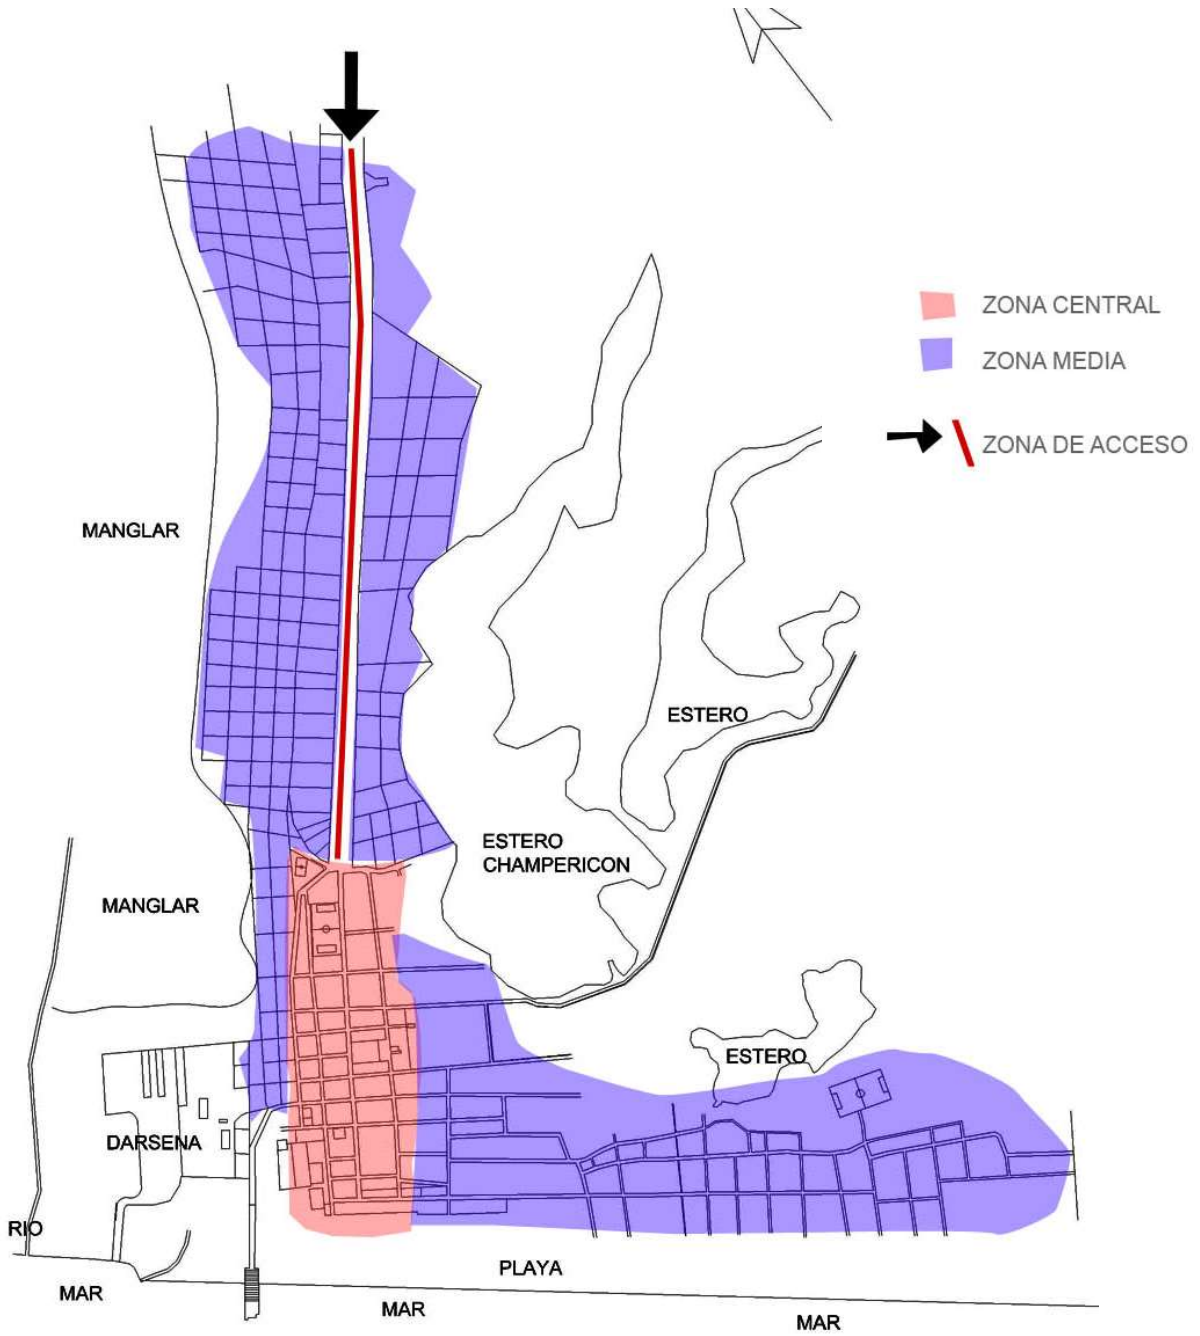 ZONA CENTRAL
ZONA MEDIA
ZONA DE ACCESO
MANGLAR
ESTERO
ESTERO
CHAMPERICON
MANGLAR
ESTERO
DARSENA
RIO
PLAYA
MAR
MAR
MAR